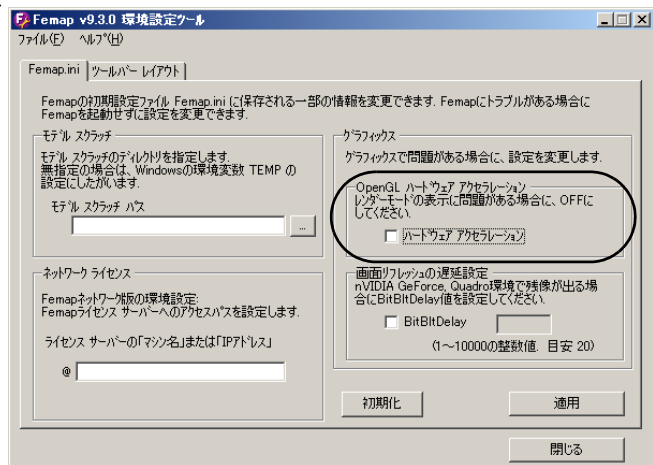 Femap v9.3.0 環境設定ツール
ファイル(F) ヘルプ(H)
Femap.ini
ツールバー レイアウト
Femapの初期設定ファイル Femap.ini に保存される一部の情報を変更できます. Femapにトラブルがある場合に
Femapを起動せずに設定を変更できます.
モデル スクラッチ
モデル スクラッチのディレクトリを指定します.
無指定の場合は、Windowsの環境変数 TEMP の
設定にしたがいます.
モデル スクラッチ パス
...
ネットワーク ライセンス
Femapネットワーク版の環境設定:
Femapライセンス サーバーへのアクセスパスを設定します.
ライセンス サーバーの「マシン名」または「IPアドレス」
@
グラフィックス
グラフィックスで問題がある場合に、設定を変更します.
OpenGL ハードウェア アクセラレーション
レンダーモードの表示に問題がある場合に、OFFに
してください.
ハードウェア アクセラレーション
画面リフレッシュの遅延設定
nVIDIA GeForce, Quadro環境で残像が出る場
合にBitBltDelay値を設定してください.
BitBltDelay
(1～10000の整数値. 目安 20)
初期化
適用
閉じる